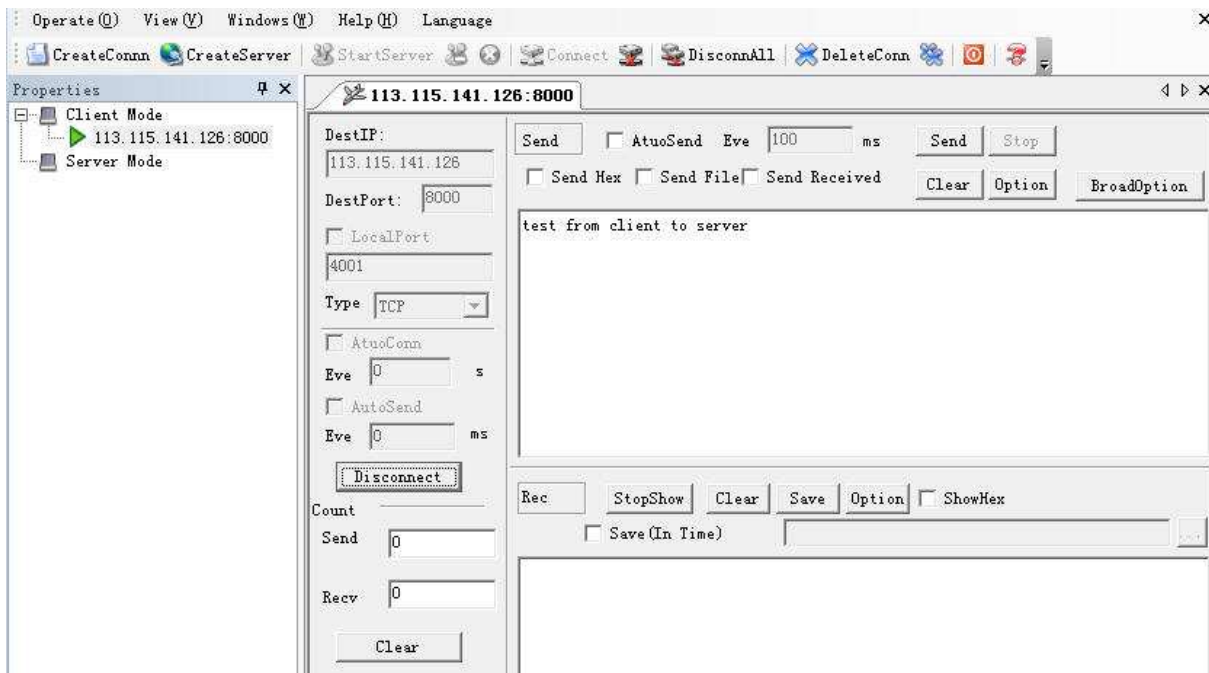 Operate(O) View(V) Windows(W) Help(H) Language
CreateConnn CreateServer StartServer Connect DisconnAll DeleteConn
Properties
Client Mode
113.115.141.126:8000
Server Mode
113.115.141.126:8000
DestIP:
113.115.141.126
DestPort: 8000
LocalPort
4001
Type TCP
AtuoConn
Eve 0 s
AutoSend
Eve 0 ms
Disconnect
Count
Send 0
Recv 0
Clear
Send AtuoSend Eve 100 ms Send Stop
Send Hex Send File Send Received Clear Option BroadOption
test from client to server
Rec StopShow Clear Save Option ShowHex
Save(In Time) ...